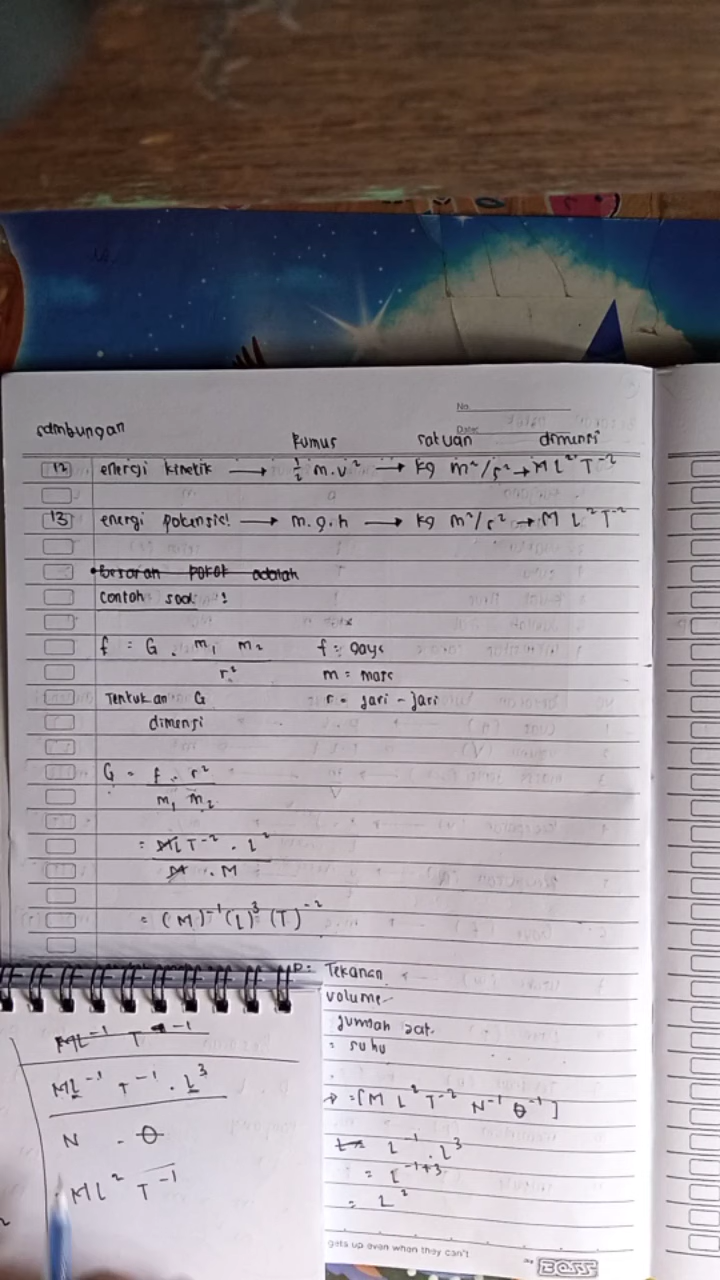 No
Date:
sambungan
Rumus satuan dimensi
12 energi kinetik → 1/2 m.v² → kg m²/s² → M L² T⁻²
13 energi potensial → m.g.h → kg m²/s² → M L² T⁻²
• besaran pokok adalah
contoh soal !
f = G . m₁ m₂ f = gaya
r² m = mass
Tentukan G r = jari - jari
dimensi
G = f . r²
m₁ m₂
= MLT⁻² . L²
M . M
= (M)⁻¹ (L)³ (T)⁻²
P = Tekanan
volume
jumlah zat
= suhu
→ = [M L² T⁻² N⁻¹ θ⁻¹]
L⁻¹ . L³
= L⁻¹⁺³
= L²
ML⁻¹ T⁻¹
ML⁻¹ T⁻¹ . L³
N . θ
ML² T⁻¹
gets up even when they can't
BOSS